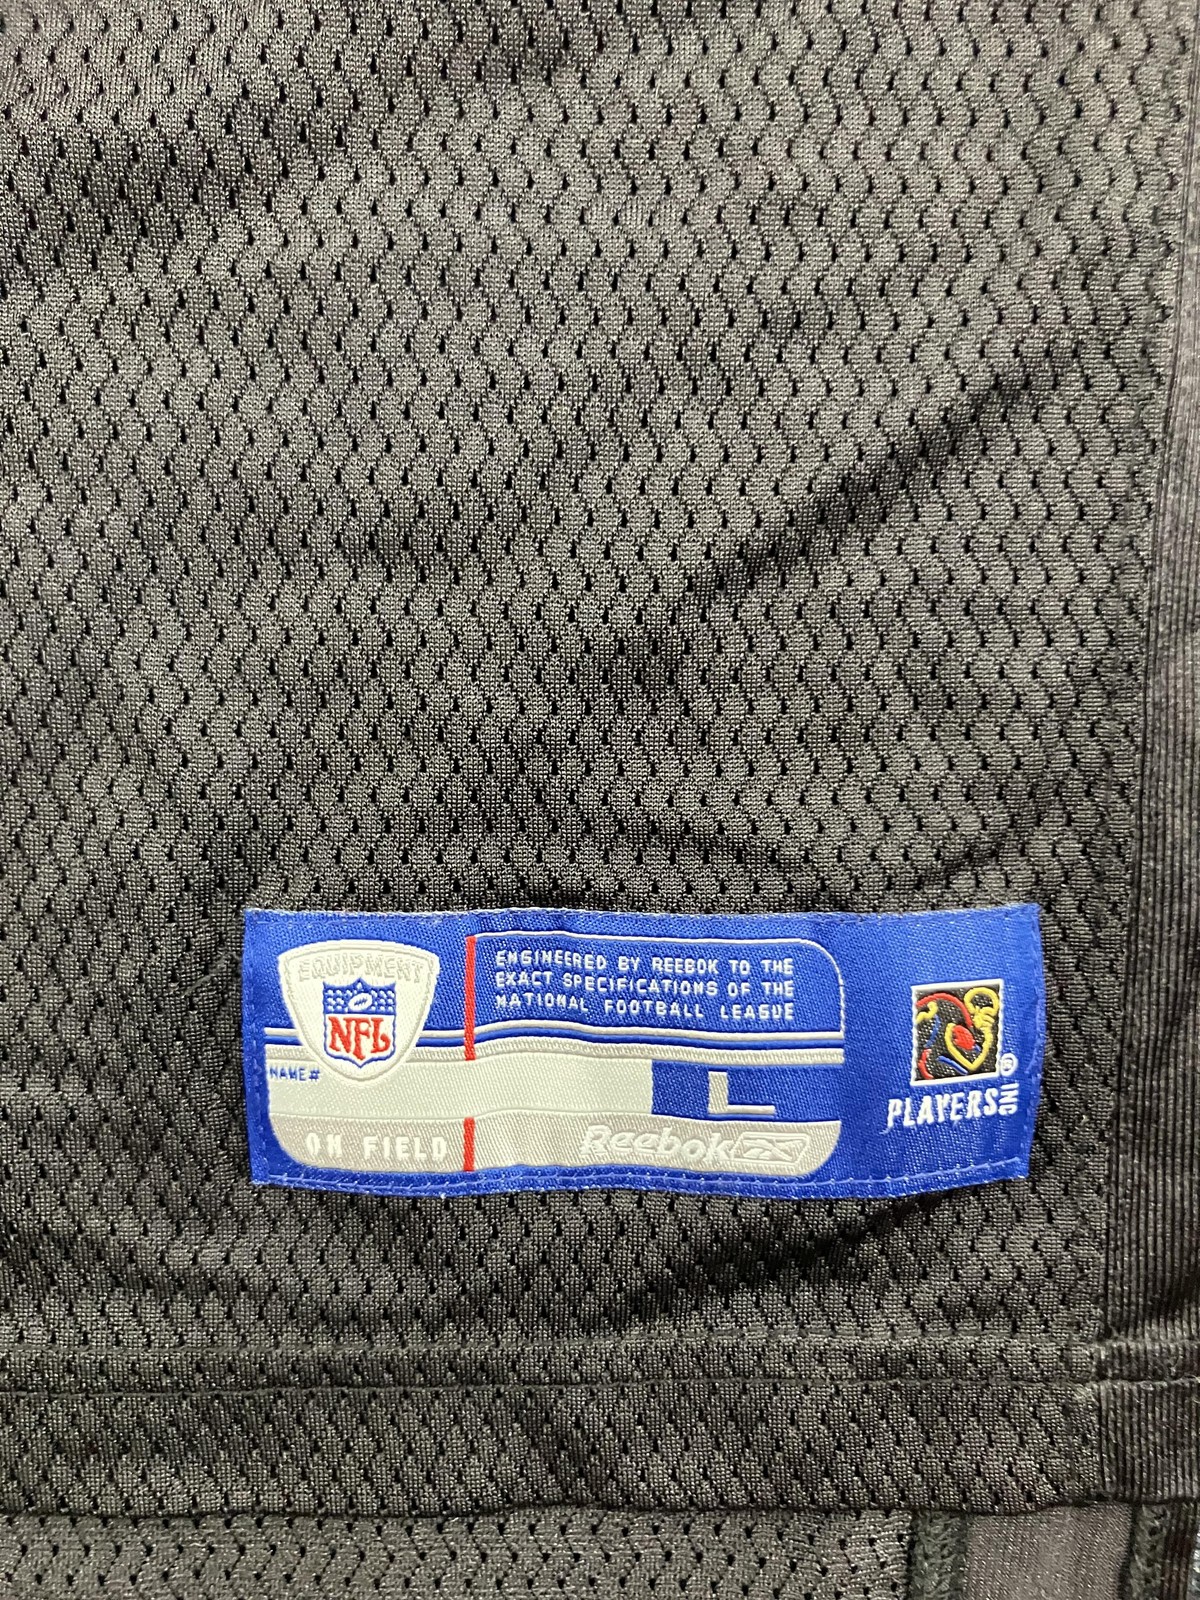 EQUIPMENT
NFL
ENGINEERED BY REEBOK TO THE
EXACT SPECIFICATIONS OF THE
NATIONAL FOOTBALL LEAGUE
NAME#
L
ON FIELD
Reebok
PLAYERS INC®